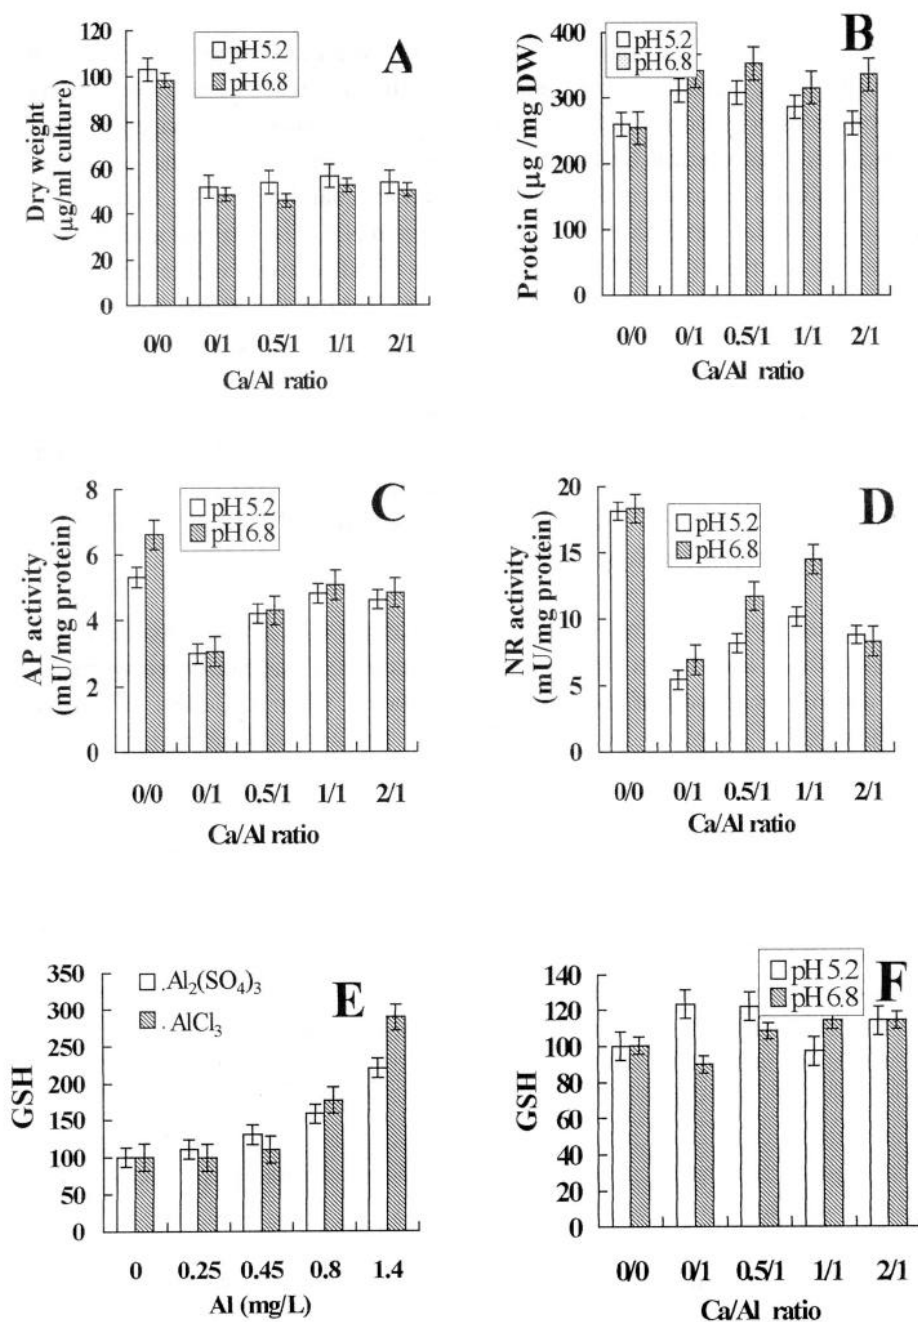 A
pH5.2
pH6.8
Dry weight
(µg/ml culture)
120
100
80
60
40
20
0
0/0 0/1 0.5/1 1/1 2/1
Ca/Al ratio
B
pH5.2
pH6.8
Protein (µg /mg DW)
400
300
200
100
0
0/0 0/1 0.5/1 1/1 2/1
Ca/Al ratio
C
pH5.2
pH6.8
AP activity
(mU/mg protein)
8
6
4
2
0
0/0 0/1 0.5/1 1/1 2/1
Ca/Al ratio
D
pH5.2
pH6.8
NR activity
(mU/mg protein)
20
15
10
5
0
0/0 0/1 0.5/1 1/1 2/1
Ca/Al ratio
E
.Al₂(SO₄)₃
.AlCl₃
GSH
350
300
250
200
150
100
50
0
0 0.25 0.45 0.8 1.4
Al (mg/L)
F
pH5.2
pH6.8
GSH
140
120
100
80
60
40
20
0
0/0 0/1 0.5/1 1/1 2/1
Ca/Al ratio